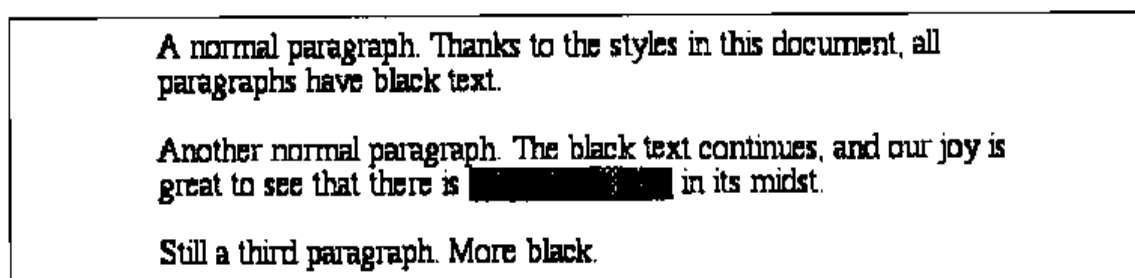 A normal paragraph. Thanks to the styles in this document, all
paragraphs have black text.
Another normal paragraph. The black text continues, and our joy is
great to see that there is in its midst.
Still a third paragraph. More black.